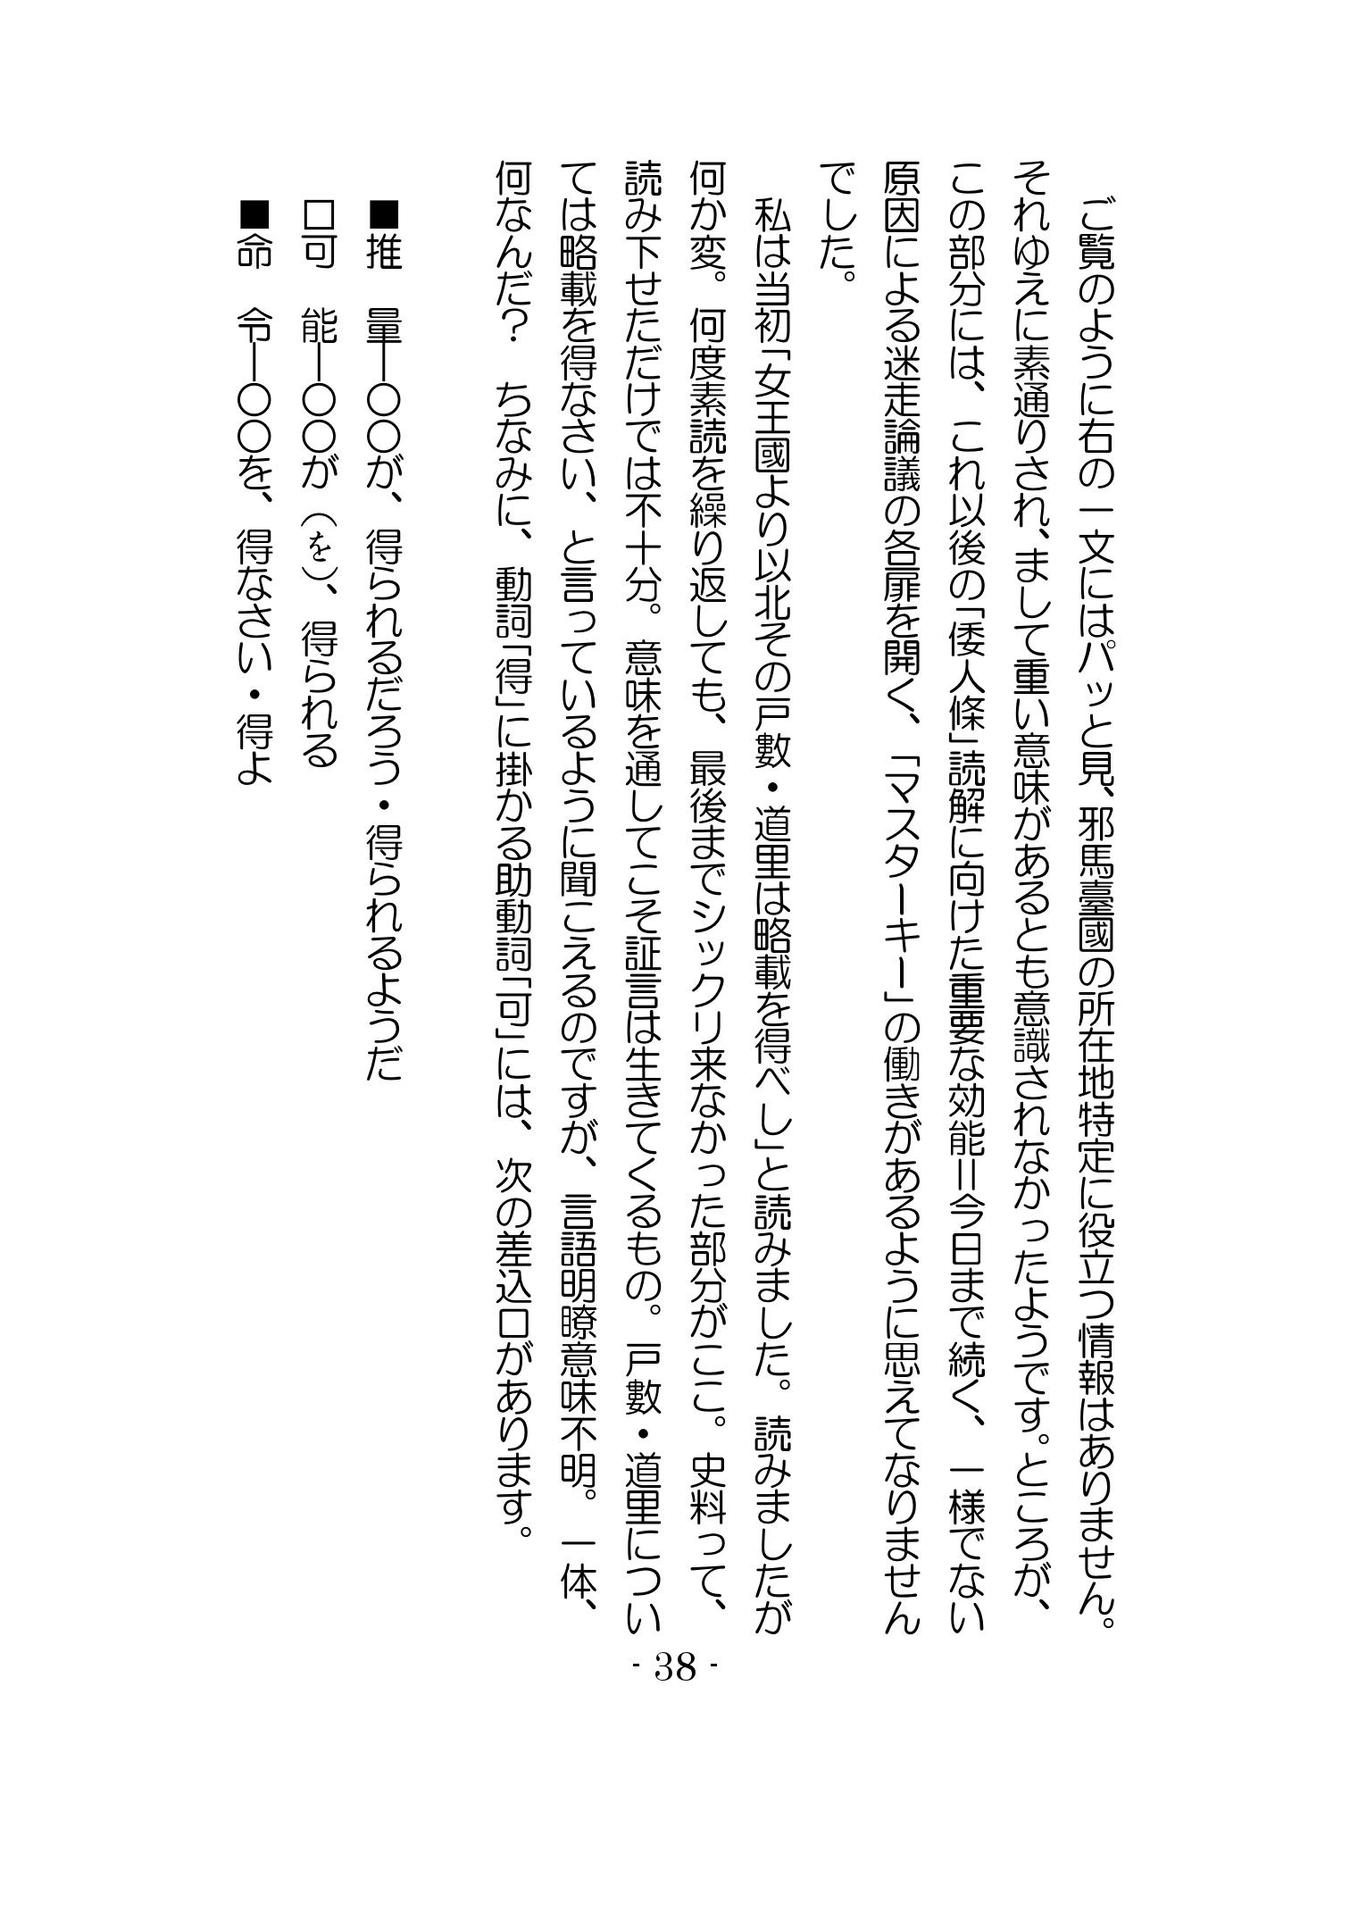 ご覧のように右の一文にはパッと見、邪馬臺國の所在地特定に役立つ情報はありません。
それゆえに素通りされ、まして重い意味があるとも意識されなかったようです。ところが、
この部分には、これ以後の「倭人條」読解に向けた重要な効能＝今日まで続く、一様でない
原因による迷走論議の各扉を開く、「マスターキー」の働きがあるように思えてなりません
でした。
　私は当初「女王國より以北その戸數・道里は略載を得べし」と読みました。読みましたが
何か変。何度素読を繰り返しても、最後までシックリ来なかった部分がここ。史料って、
読み下せただけでは不十分。意味を通してこそ証言は生きてくるもの。戸數・道里につい
ては略載を得なさい、と言っているように聞こえるのですが、言語明瞭意味不明。一体、
何なんだ？　ちなみに、動詞「得」に掛かる助動詞「可」には、次の差込口があります。
■推　量―〇〇が、得られるだろう・得られるようだ
□可　能―〇〇が（を）、得られる
■命　令―〇〇を、得なさい・得よ
- 38 -